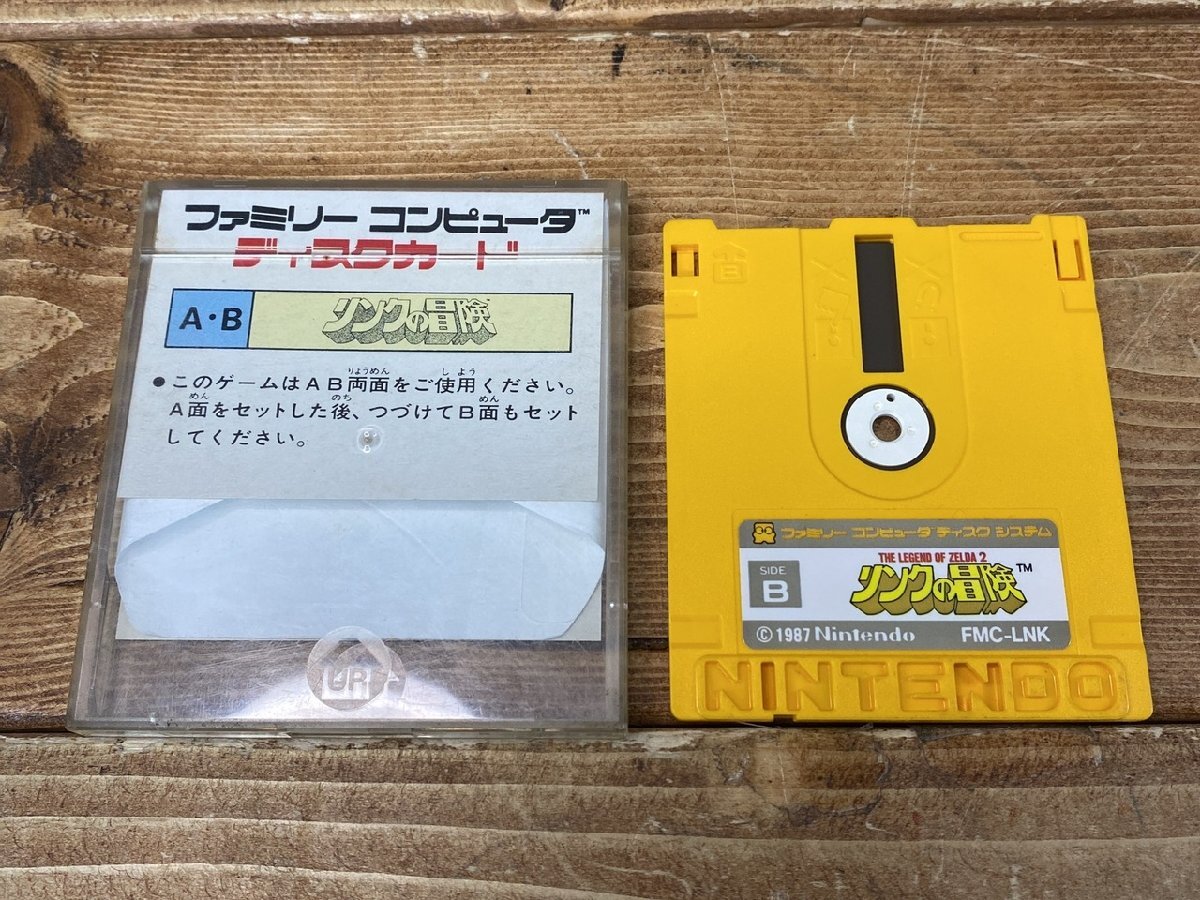 ファミリー コンピュータ™
ディスクカード
A・B
リンクの冒険
●このゲームはAB両面をご使用ください。
A面をセットした後、つづけてB面もセット
してください。
UR
ファミリー コンピュータ ディスク システム
THE LEGEND OF ZELDA 2
SIDE
B
リンクの冒険™
©1987 Nintendo
FMC-LNK
NINTENDO